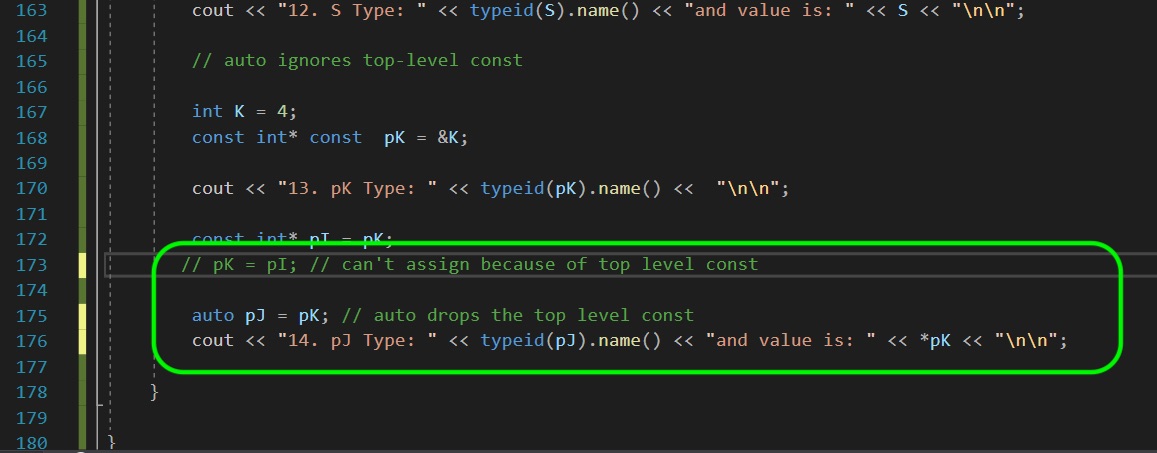 163 cout << "12. S Type: " << typeid(S).name() << "and value is: " << S << "\n\n";
164
165 // auto ignores top-level const
166
167 int K = 4;
168 const int* const  pK = &K;
169
170 cout << "13. pK Type: " << typeid(pK).name() <<  "\n\n";
171
172 const int* pI = pK;
173 // pK = pI; // can't assign because of top level const
174
175 auto pJ = pK; // auto drops the top level const
176 cout << "14. pJ Type: " << typeid(pJ).name() << "and value is: " << *pK << "\n\n";
177
178 }
179
180 }